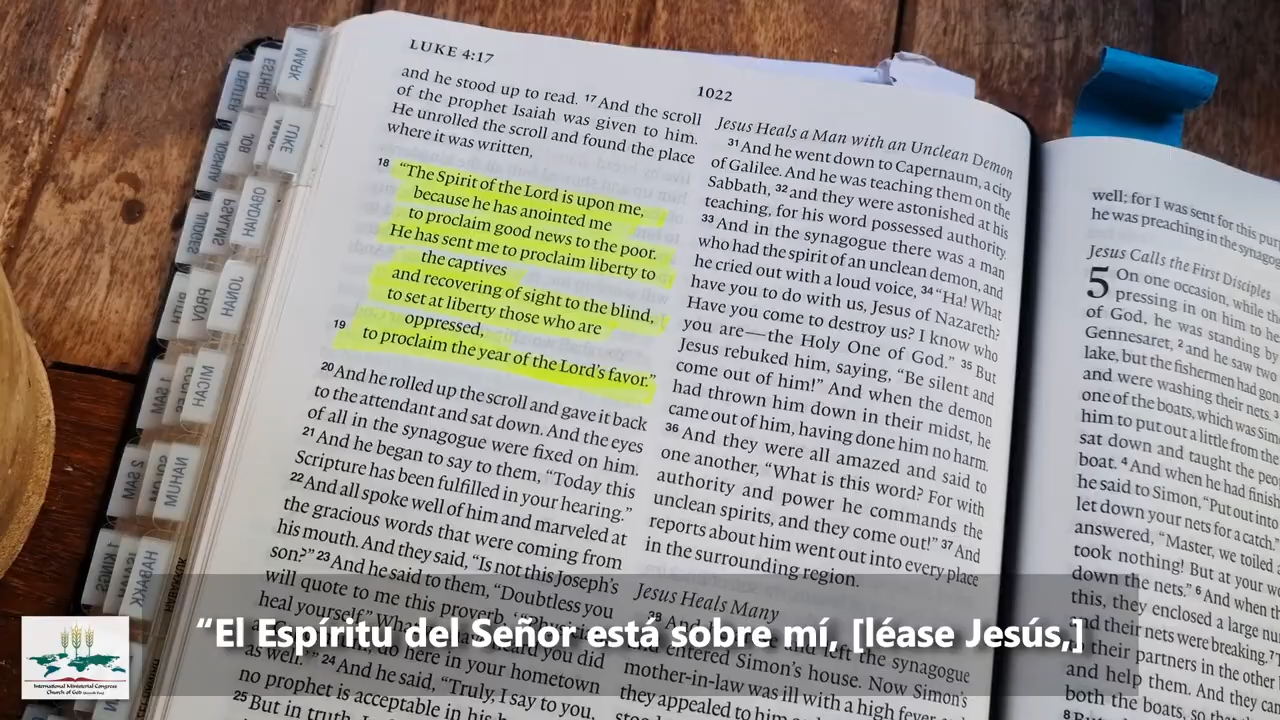 LUKE 4:17
and he stood up to read. 17 And the scroll
of the prophet Isaiah was given to him.
He unrolled the scroll and found the place
where it was written,
18 “The Spirit of the Lord is upon me,
because he has anointed me
to proclaim good news to the poor.
He has sent me to proclaim liberty to
the captives
and recovering of sight to the blind,
to set at liberty those who are
oppressed,
19 to proclaim the year of the Lord’s favor.”
20 And he rolled up the scroll and gave it back
to the attendant and sat down. And the eyes
of all in the synagogue were fixed on him.
21 And he began to say to them, “Today this
Scripture has been fulfilled in your hearing.”
22 And all spoke well of him and marveled at
the gracious words that were coming from
his mouth. And they said, “Is not this Joseph’s
son?” 23 And he said to them, “Doubtless you
will quote to me this proverb,
heal yourself.”
do here in your hometown
as well.” 24 And he said, “Truly, I say to you,
no prophet is acceptable in his
25 But in truth,
1022
Jesus Heals a Man with an Unclean Demon
31 And he went down to Capernaum, a city
of Galilee. And he was teaching them on the
Sabbath, 32 and they were astonished at his
teaching, for his word possessed authority.
33 And in the synagogue there was a man
who had the spirit of an unclean demon, and
he cried out with a loud voice, 34 “Ha! What
have you to do with us, Jesus of Nazareth?
Have you come to destroy us? I know who
you are—the Holy One of God.” 35 But
Jesus rebuked him, saying, “Be silent and
come out of him!” And when the demon
had thrown him down in their midst, he
came out of him, having done him no harm.
36 And they were all amazed and said to
one another, “What is this word? For with
authority and power he commands the
unclean spirits, and they come out!” 37 And
reports about him went out into every place
in the surrounding region.
Jesus Heals Many
38 And left the synagogue
entered Simon’s house. Now Simon’s
mother-in-law was ill with a high fever and
they appealed to him
well; for I was sent for this pur
he was preaching in the synagog
Jesus Calls the First Disciples
5 On one occasion, while th
pressing in on him to he
of God, he was standing by
Gennesaret, 2 and he saw two
lake, but the fishermen had gon
and were washing their nets.
one of the boats, which was Sim
him to put out a little from the
sat down and taught the peo
boat. 4 And when he had finish
he said to Simon, “Put out into
let down your nets for a catch.”
answered, “Master, we toiled a
took nothing! But at your w
down the nets.” 6 And when th
this, they enclosed a large nu
their nets were breaking. 7
their partners in the other
and help them. And they ca
both the boats, so tha
8
MARK
ESTHER
DEUTER
LUKE
JOB
JOSHUA
OBADIAH
PSALMS
JUDGES
JONAH
PROV
RUTH
MICAH
1 SAM
NAHUM
2 SAM
HABAKK
1 KINGS
“El Espíritu del Señor está sobre mí, [léase Jesús,]
International Ministerial Congress
Church of God